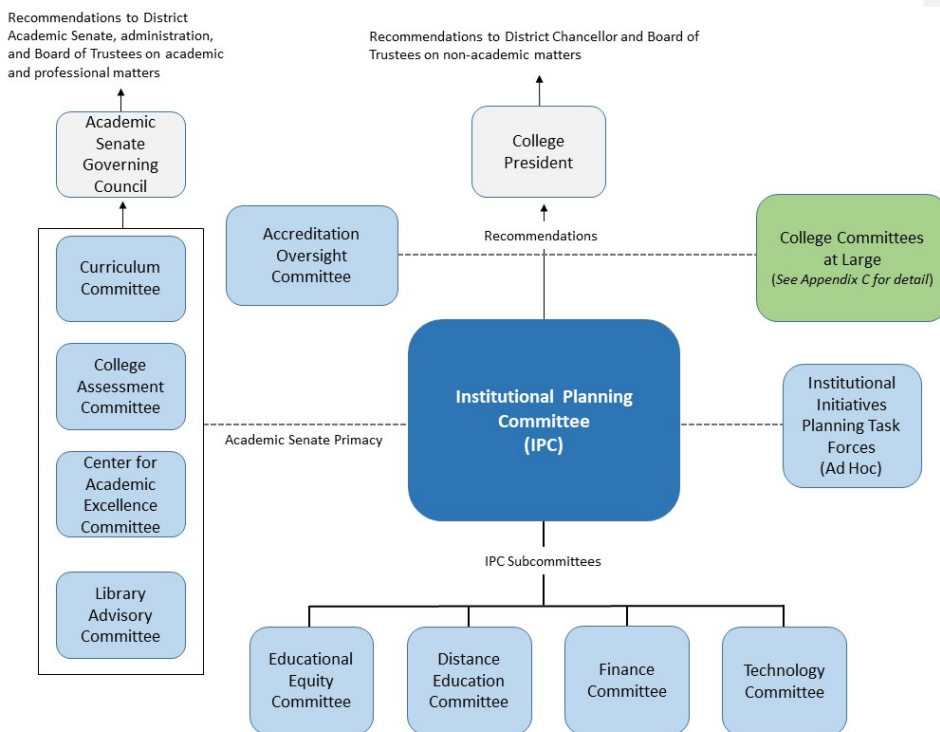 Recommendations to District
Academic Senate, administration,
and Board of Trustees on academic
and professional matters
Recommendations to District Chancellor and Board of
Trustees on non-academic matters
Academic
Senate
Governing
Council
College
President
Recommendations
Accreditation
Oversight
Committee
College Committees
at Large
(See Appendix C for detail)
Curriculum
Committee
College
Assessment
Committee
Center for
Academic
Excellence
Committee
Library
Advisory
Committee
Academic Senate Primacy
Institutional Planning
Committee
(IPC)
Institutional
Initiatives
Planning Task
Forces
(Ad Hoc)
IPC Subcommittees
Educational
Equity
Committee
Distance
Education
Committee
Finance
Committee
Technology
Committee